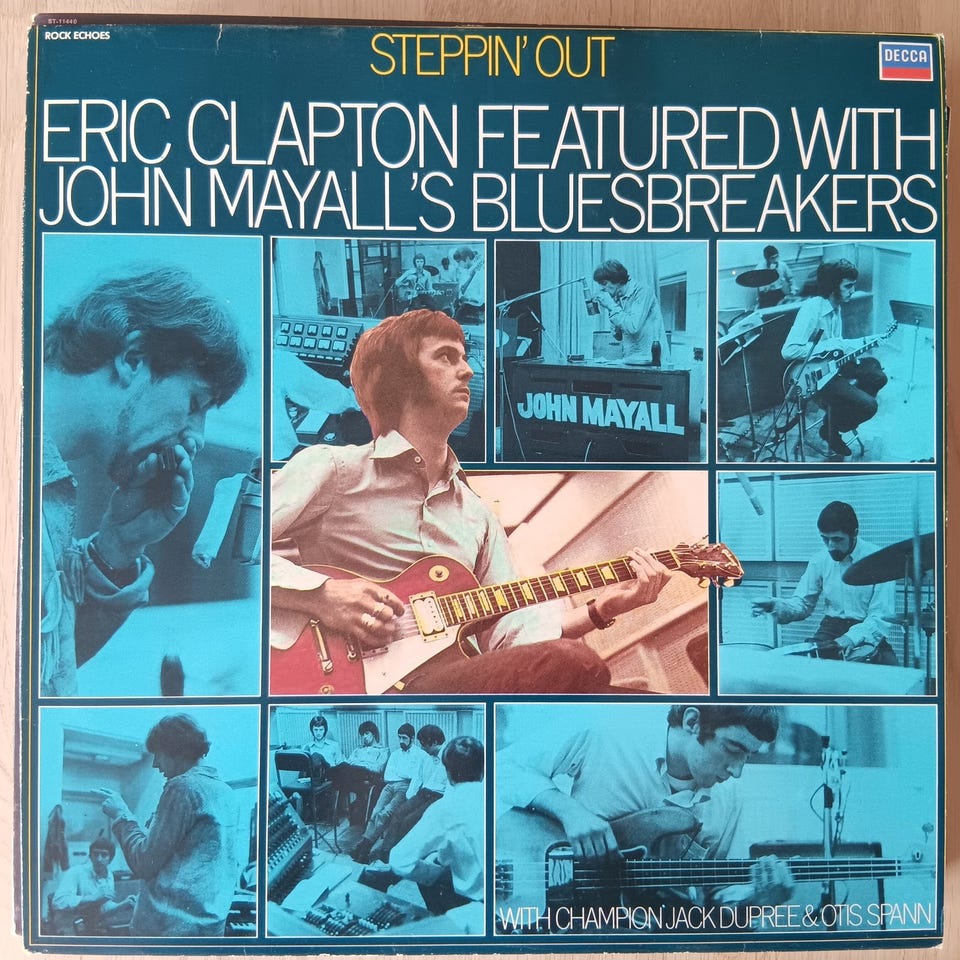 ST-11440
ROCK ECHOES
STEPPIN' OUT
DECCA
ERIC CLAPTON FEATURED WITH
JOHN MAYALL'S BLUESBREAKERS
JOHN MAYALL
WITH CHAMPION JACK DUPREE & OTIS SPANN